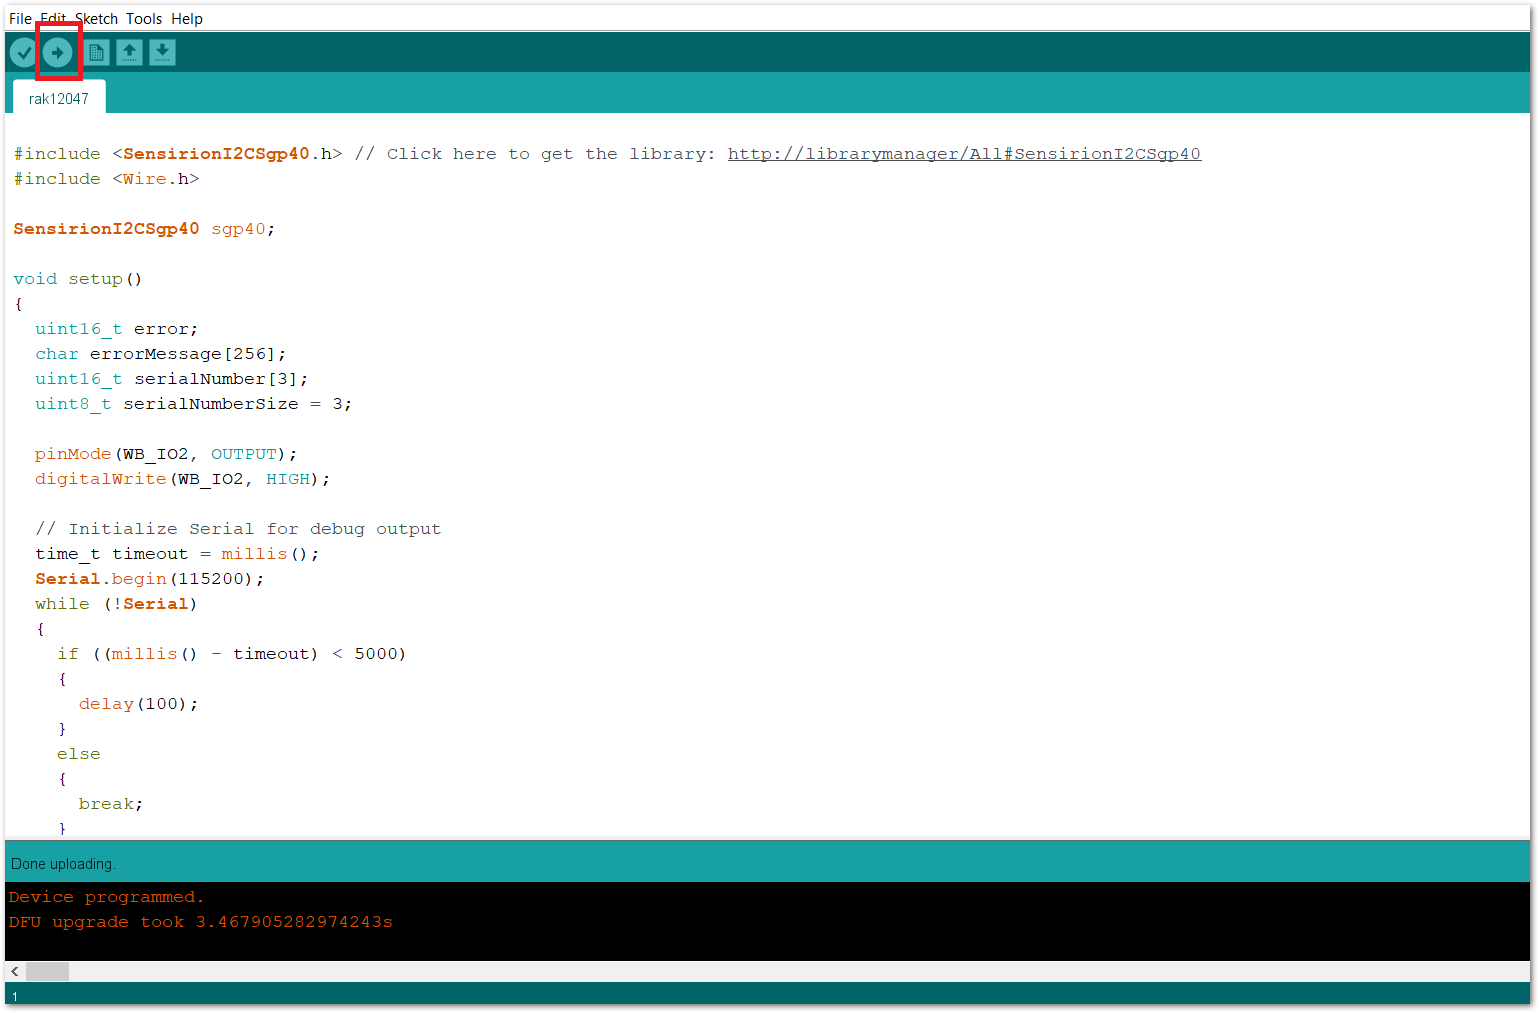 File Edit Sketch Tools Help
rak12047
#include <SensirionI2CSgp40.h> // Click here to get the library: http://librarymanager/All#SensirionI2CSgp40
#include <Wire.h>
SensirionI2CSgp40 sgp40;
void setup()
{
  uint16_t error;
  char errorMessage[256];
  uint16_t serialNumber[3];
  uint8_t serialNumberSize = 3;
  pinMode(WB_IO2, OUTPUT);
  digitalWrite(WB_IO2, HIGH);
  // Initialize Serial for debug output
  time_t timeout = millis();
  Serial.begin(115200);
  while (!Serial)
  {
    if ((millis() - timeout) < 5000)
    {
      delay(100);
    }
    else
    {
      break;
    }
Done uploading.
Device programmed.
DFU upgrade took 3.467905282974243s
1